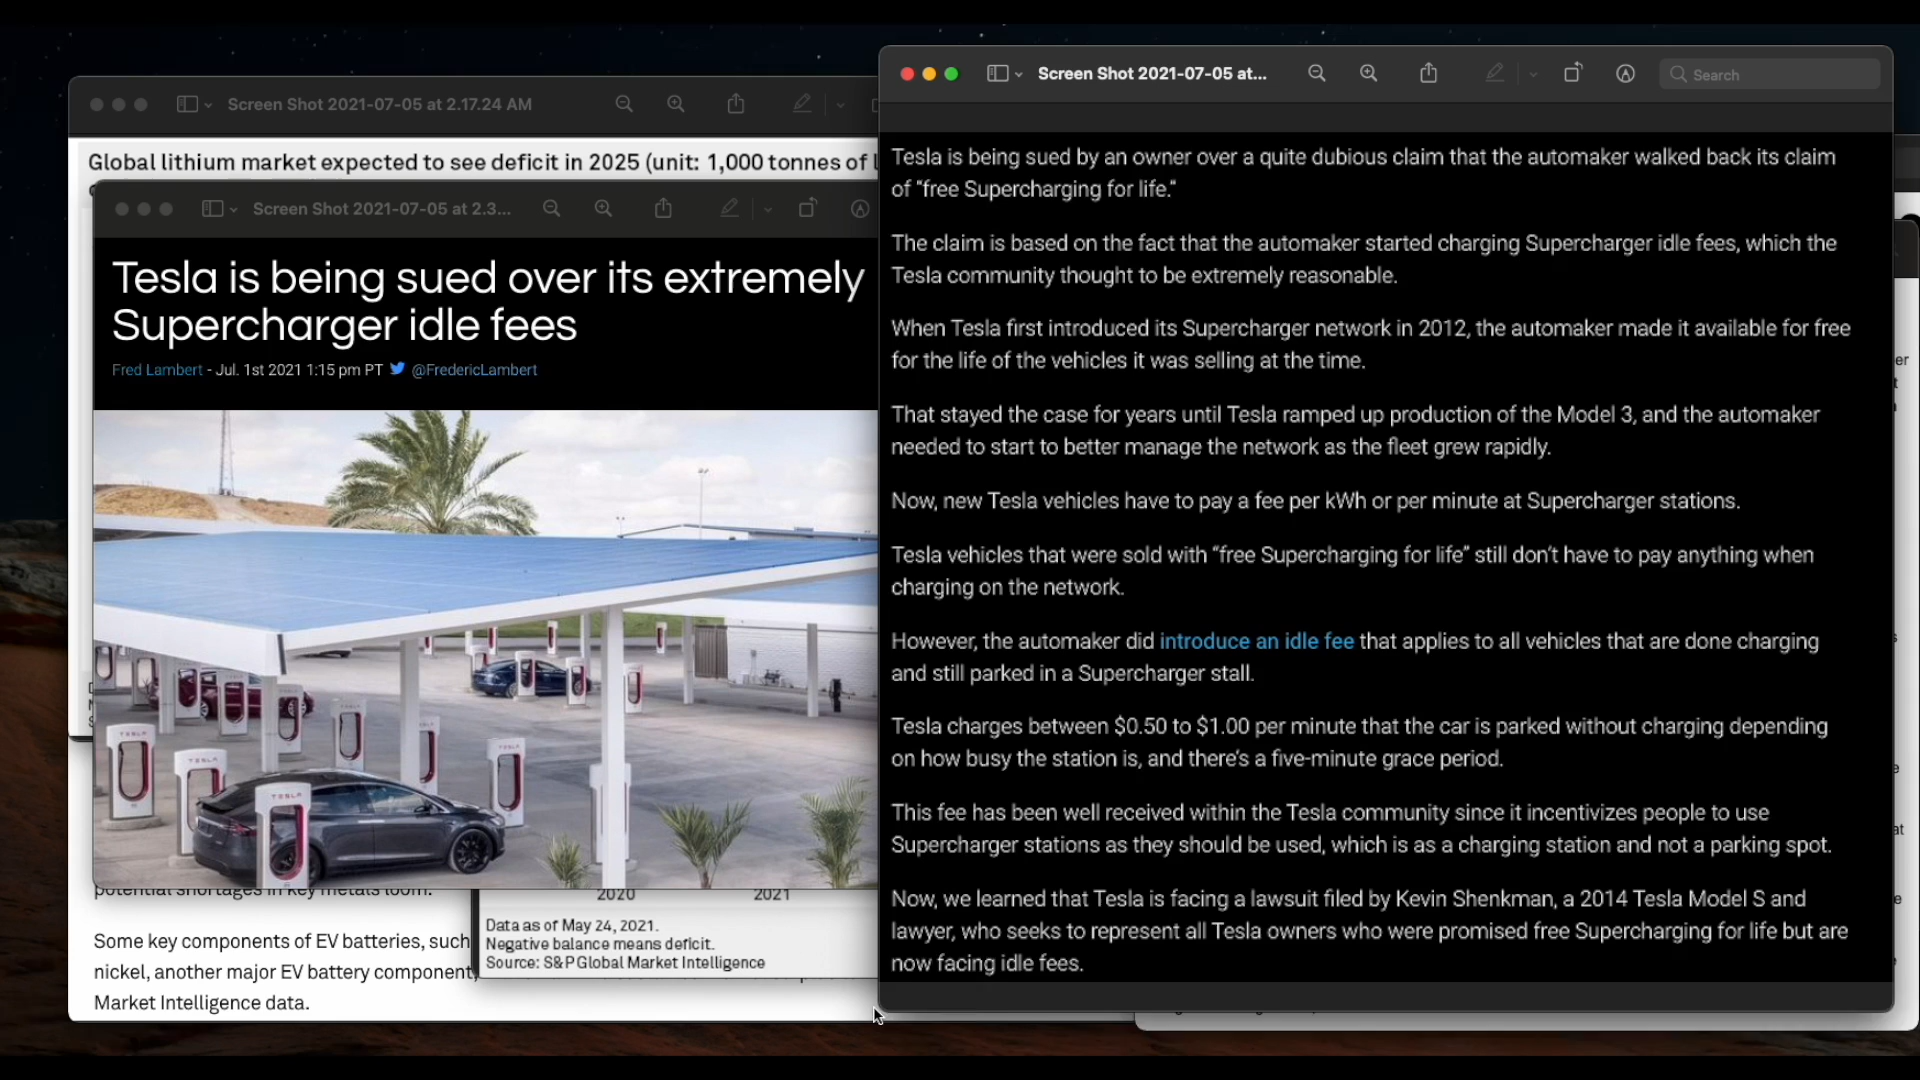 Screen Shot 2021-07-05 at 2.17.24 AM
Global lithium market expected to see deficit in 2025 (unit: 1,000 tonnes of
Screen Shot 2021-07-05 at 2.3...
Tesla is being sued over its extremely
Supercharger idle fees
Fred Lambert - Jul. 1st 2021 1:15 pm PT @FredericLambert
TESLA
TESLA
TESLA
TESLA
potential shortages in key metals loom.
Some key components of EV batteries, such
nickel, another major EV battery component,
Market Intelligence data.
2020 2021
Data as of May 24, 2021.
Negative balance means deficit.
Source: S&P Global Market Intelligence
Screen Shot 2021-07-05 at...
Search
Tesla is being sued by an owner over a quite dubious claim that the automaker walked back its claim
of “free Supercharging for life.”
The claim is based on the fact that the automaker started charging Supercharger idle fees, which the
Tesla community thought to be extremely reasonable.
When Tesla first introduced its Supercharger network in 2012, the automaker made it available for free
for the life of the vehicles it was selling at the time.
That stayed the case for years until Tesla ramped up production of the Model 3, and the automaker
needed to start to better manage the network as the fleet grew rapidly.
Now, new Tesla vehicles have to pay a fee per kWh or per minute at Supercharger stations.
Tesla vehicles that were sold with “free Supercharging for life” still don’t have to pay anything when
charging on the network.
However, the automaker did introduce an idle fee that applies to all vehicles that are done charging
and still parked in a Supercharger stall.
Tesla charges between $0.50 to $1.00 per minute that the car is parked without charging depending
on how busy the station is, and there’s a five-minute grace period.
This fee has been well received within the Tesla community since it incentivizes people to use
Supercharger stations as they should be used, which is as a charging station and not a parking spot.
Now, we learned that Tesla is facing a lawsuit filed by Kevin Shenkman, a 2014 Tesla Model S and
lawyer, who seeks to represent all Tesla owners who were promised free Supercharging for life but are
now facing idle fees.